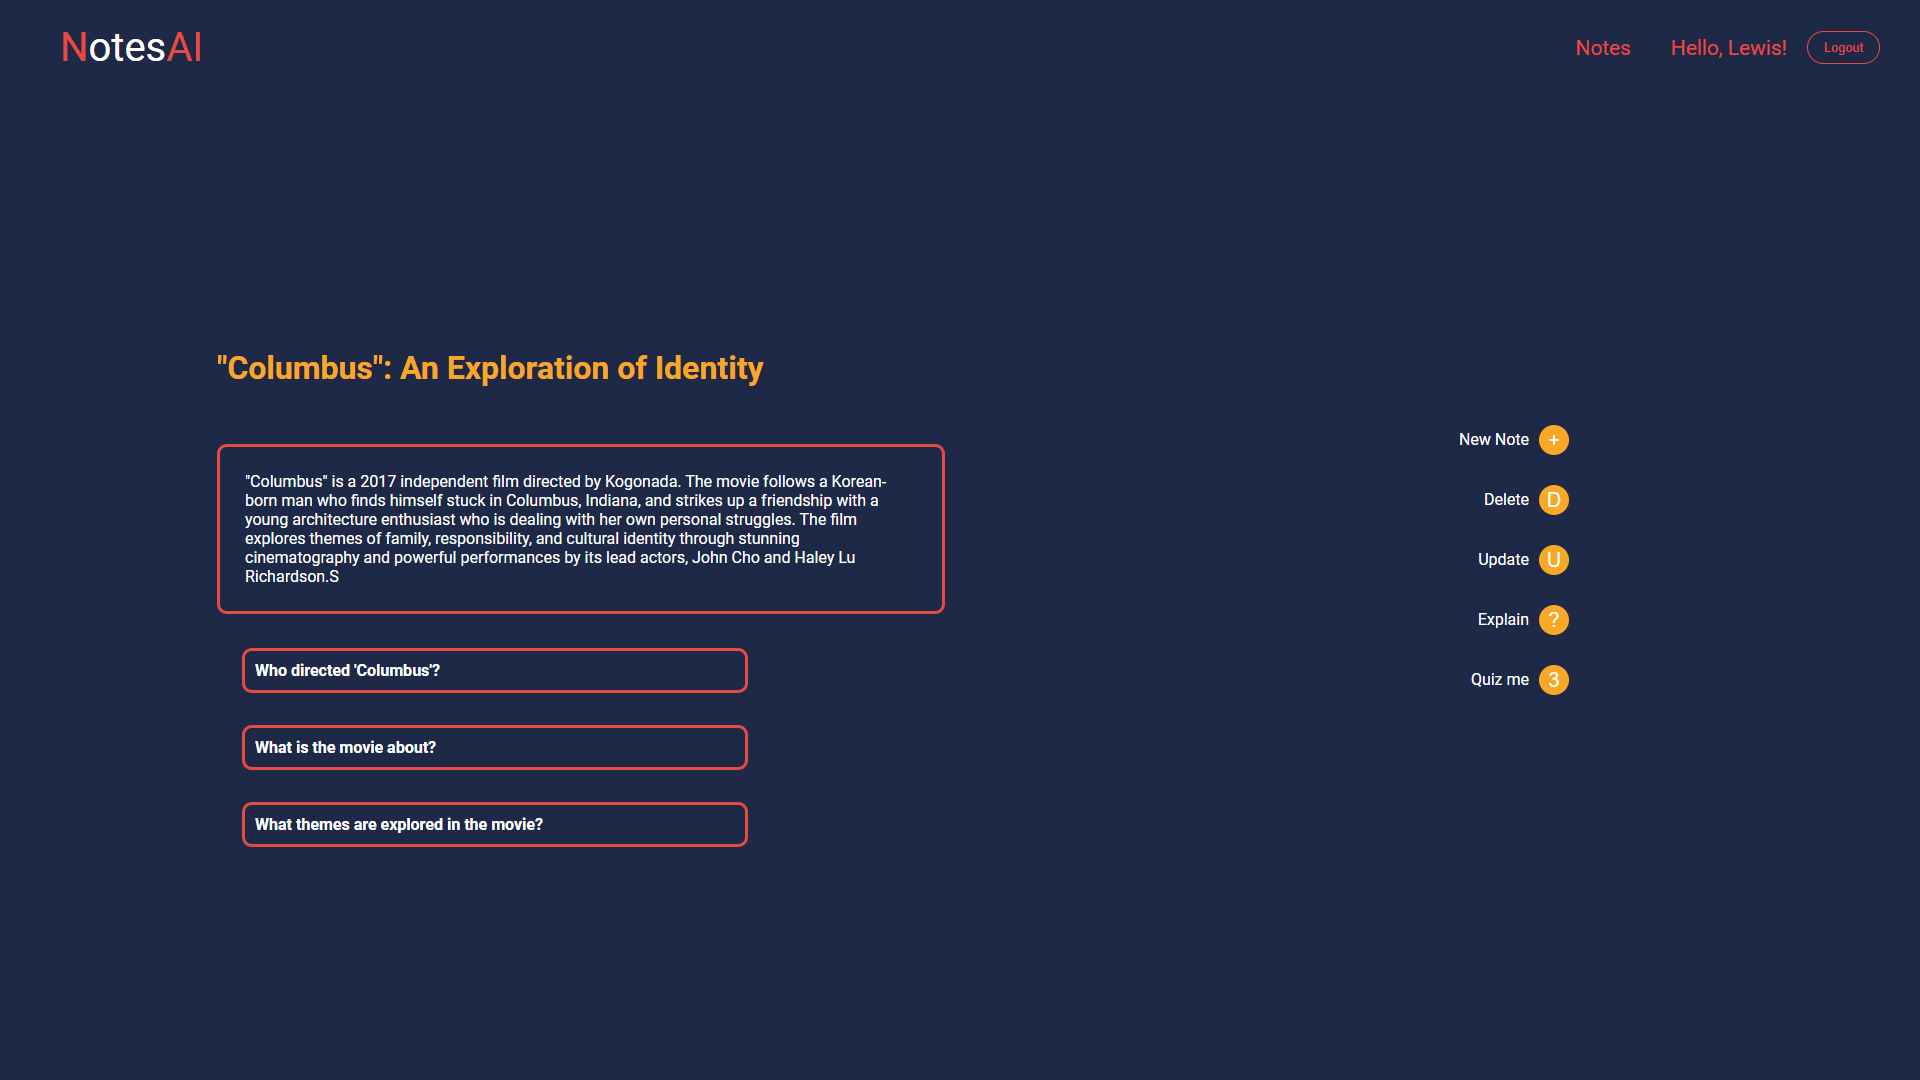 NotesAI
Notes
Hello, Lewis!
Logout
"Columbus": An Exploration of Identity
"Columbus" is a 2017 independent film directed by Kogonada. The movie follows a Korean-
born man who finds himself stuck in Columbus, Indiana, and strikes up a friendship with a
young architecture enthusiast who is dealing with her own personal struggles. The film
explores themes of family, responsibility, and cultural identity through stunning
cinematography and powerful performances by its lead actors, John Cho and Haley Lu
Richardson.S
Who directed 'Columbus'?
What is the movie about?
What themes are explored in the movie?
New Note +
Delete D
Update U
Explain ?
Quiz me 3